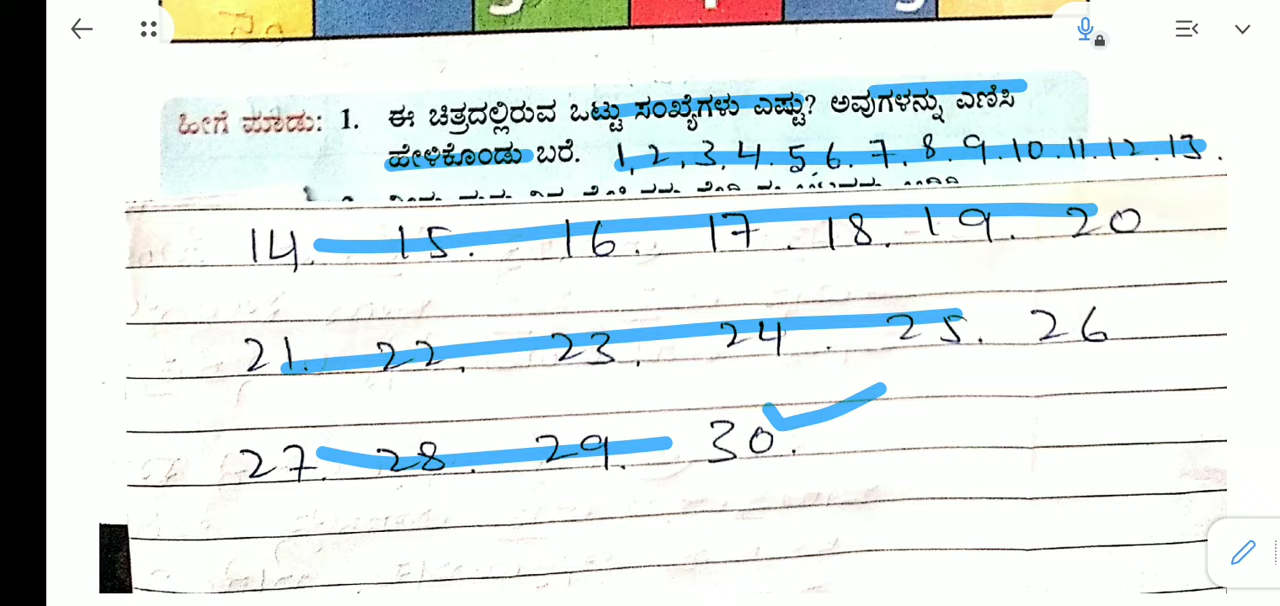 ಹೀಗೆ ಮಾಡು: 1. ಈ ಚಿತ್ರದಲ್ಲಿರುವ ಒಟ್ಟು ಸಂಖ್ಯೆಗಳು ಎಷ್ಟು? ಅವುಗಳನ್ನು ಎಣಿಸಿ
ಹೇಳಿಕೊಂಡು ಬರೆ. 1, 2, 3, 4. 5 6. 7. 8. 9. 10. 11. 12. 13.
14. 15. 16. 17. 18. 19. 20
21. 22. 23. 24. 25. 26
27. 28. 29. 30.